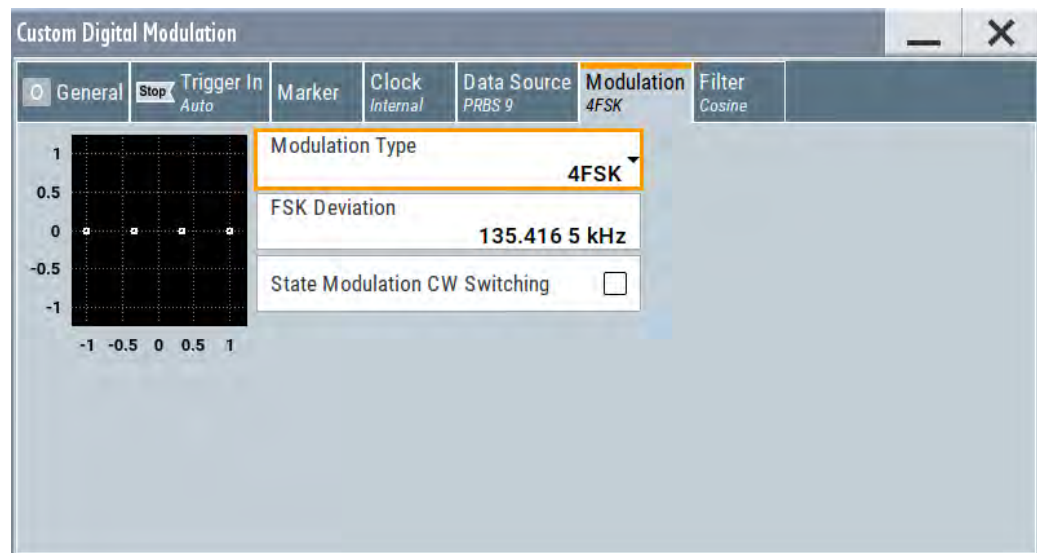 Custom Digital Modulation
O General
Stop
Trigger In
Auto
Marker
Clock
Internal
Data Source
PRBS 9
Modulation
4FSK
Filter
Cosine
1
0.5
0
-0.5
-1
-1 -0.5 0 0.5 1
Modulation Type
4FSK
FSK Deviation
135.416 5 kHz
State Modulation CW Switching